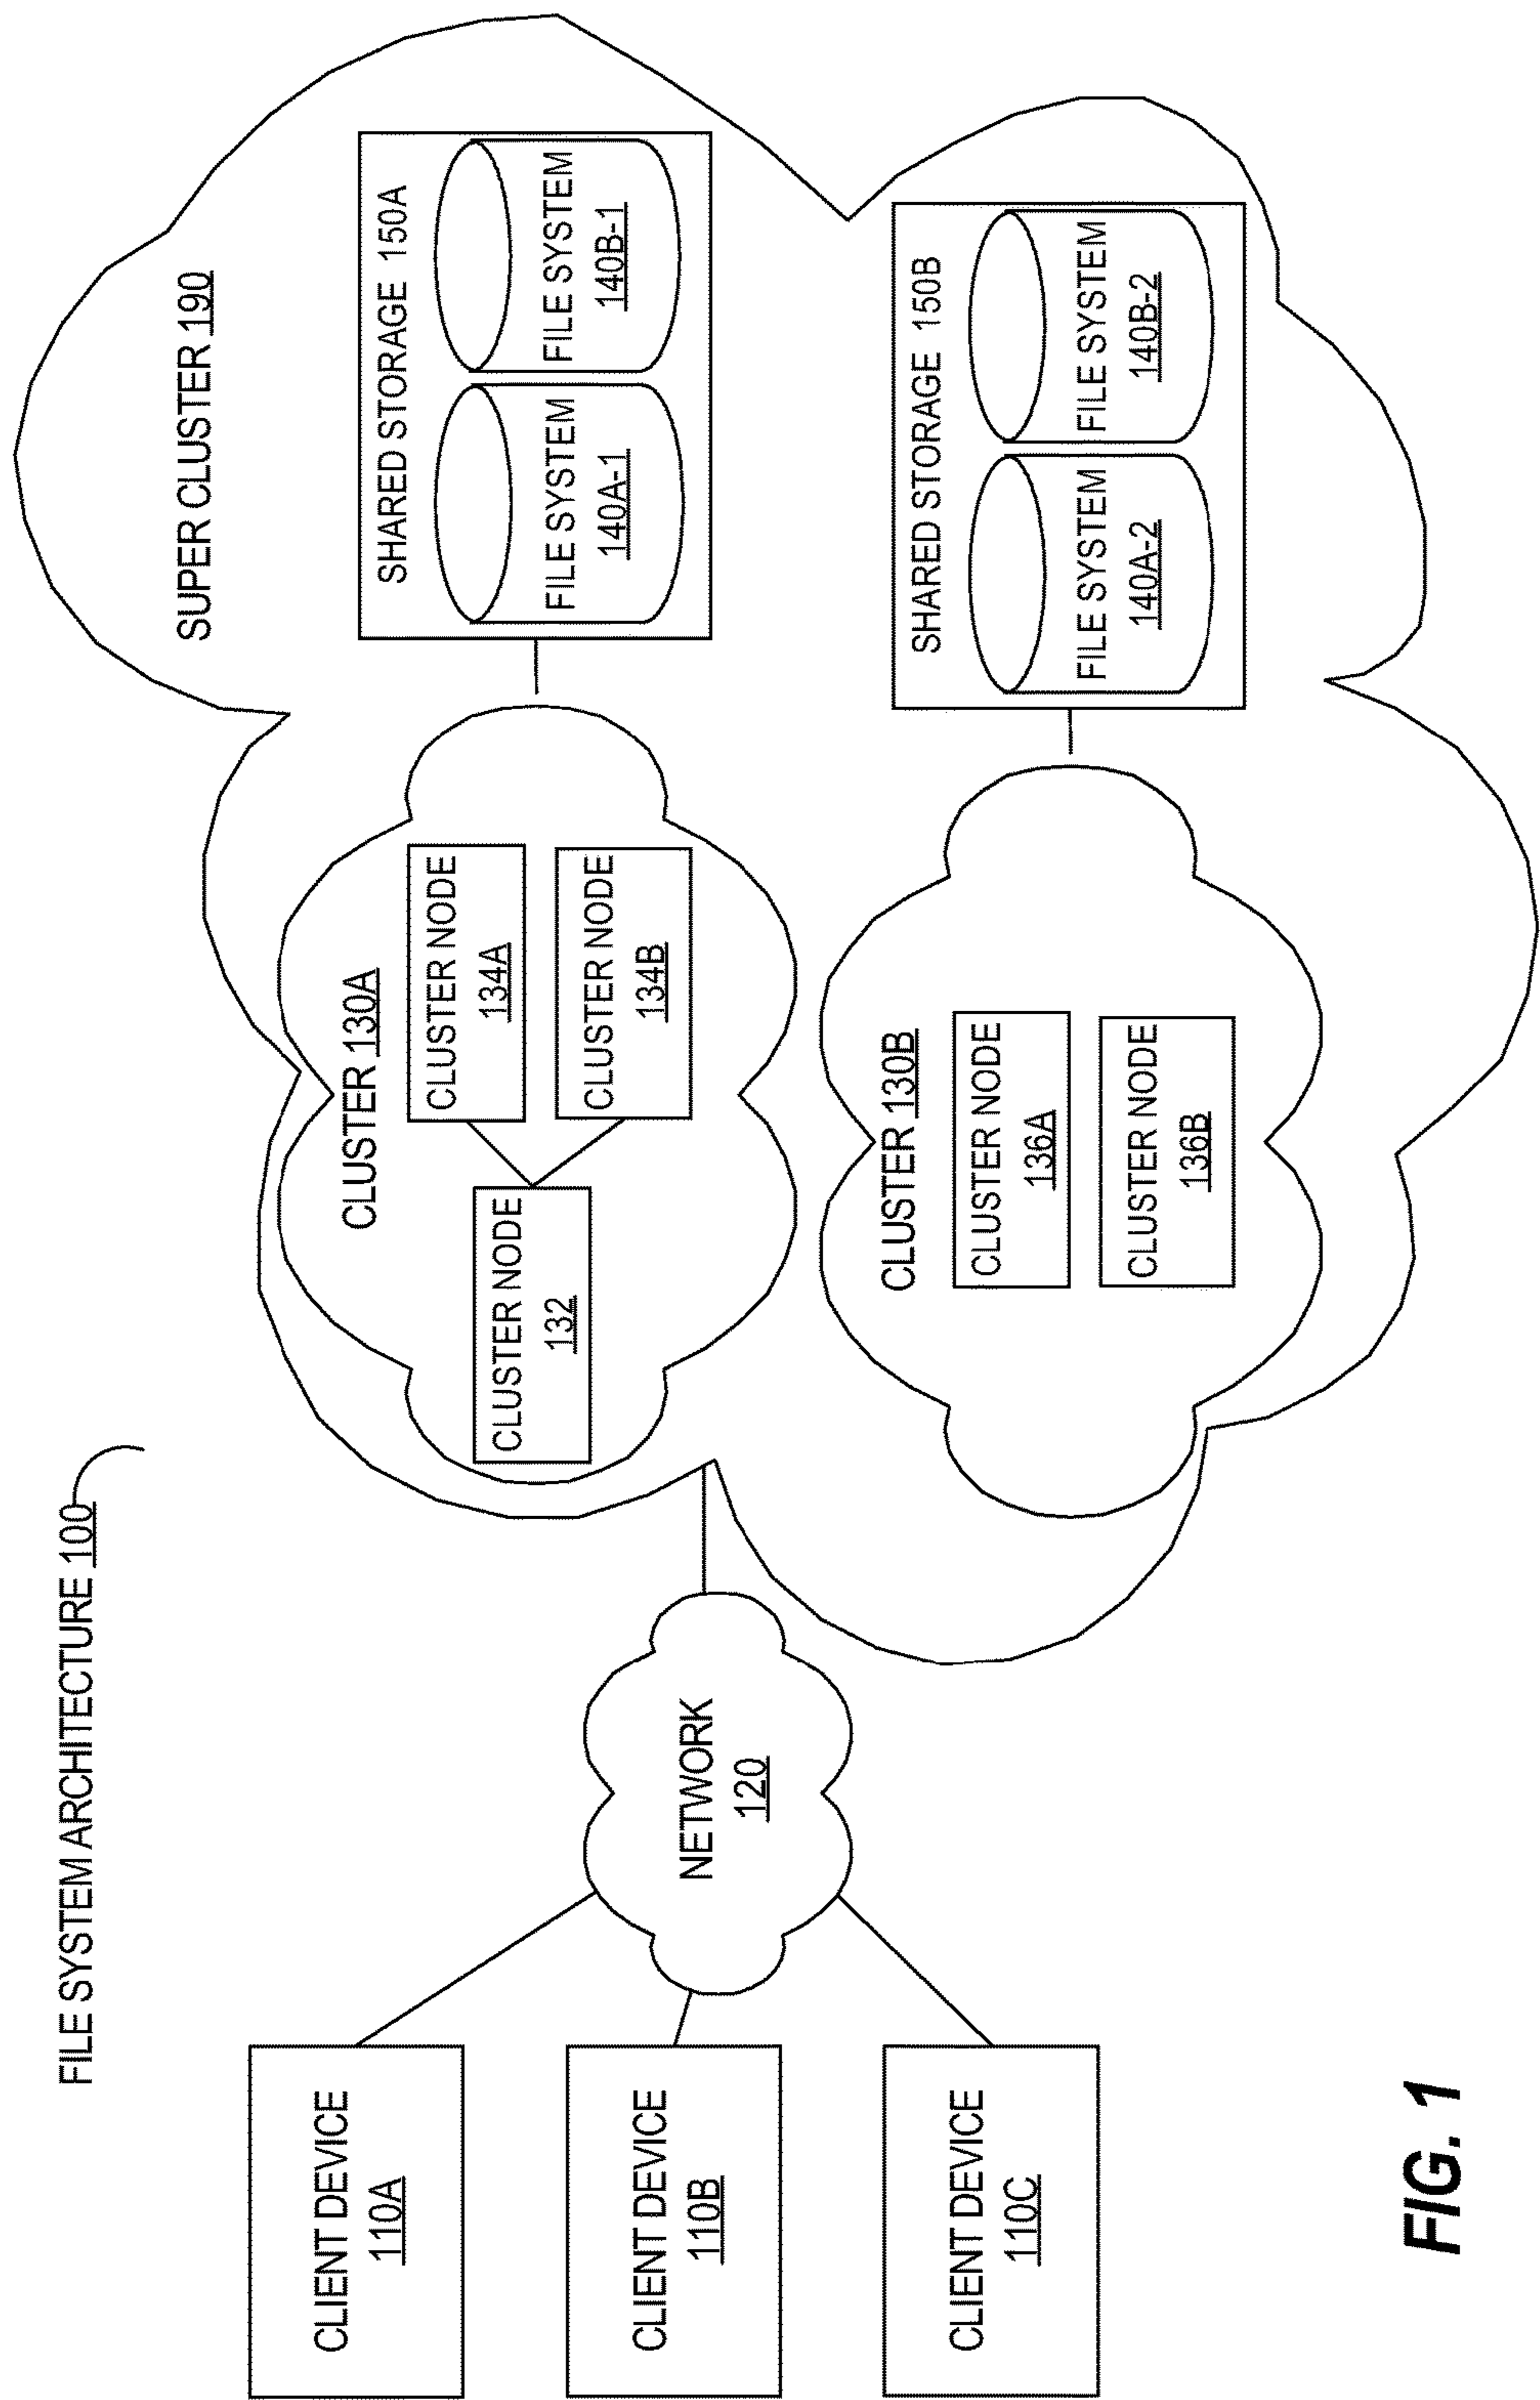 FILE SYSTEM ARCHITECTURE 100
SUPER CLUSTER 190
CLIENT DEVICE
110A
CLIENT DEVICE
110B
CLIENT DEVICE
110C
NETWORK
120
CLUSTER 130A
CLUSTER NODE
132
CLUSTER NODE
134A
CLUSTER NODE
134B
SHARED STORAGE 150A
FILE SYSTEM
140A-1
FILE SYSTEM
140B-1
CLUSTER 130B
CLUSTER NODE
136A
CLUSTER NODE
136B
SHARED STORAGE 150B
FILE SYSTEM
140A-2
FILE SYSTEM
140B-2
FIG. 1